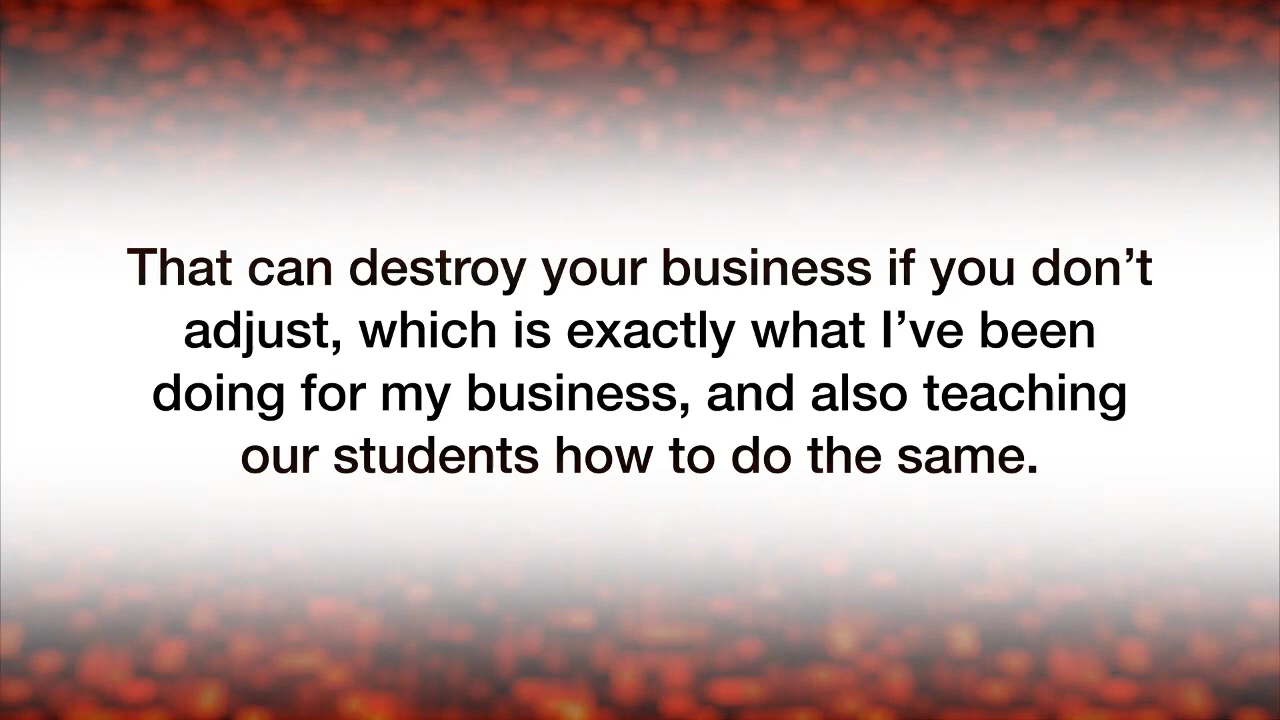 That can destroy your business if you don’t
adjust, which is exactly what I’ve been
doing for my business, and also teaching
our students how to do the same.